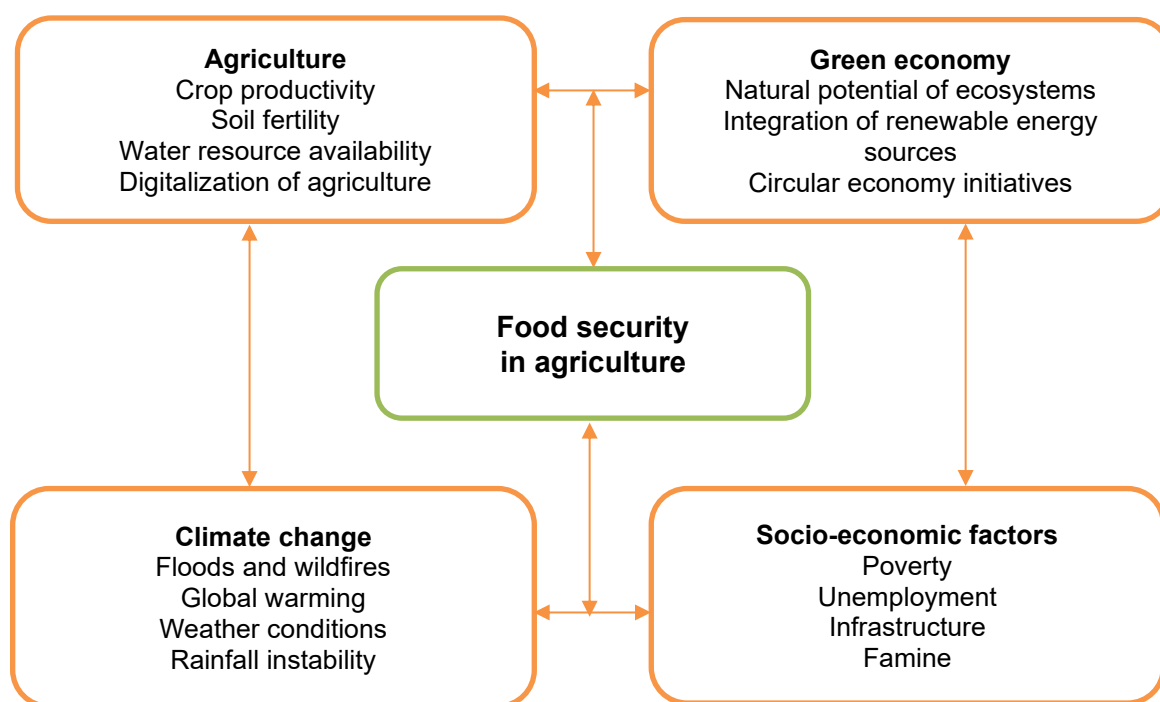 Agriculture
Crop productivity
Soil fertility
Water resource availability
Digitalization of agriculture
Green economy
Natural potential of ecosystems
Integration of renewable energy
sources
Circular economy initiatives
Food security
in agriculture
Climate change
Floods and wildfires
Global warming
Weather conditions
Rainfall instability
Socio-economic factors
Poverty
Unemployment
Infrastructure
Famine